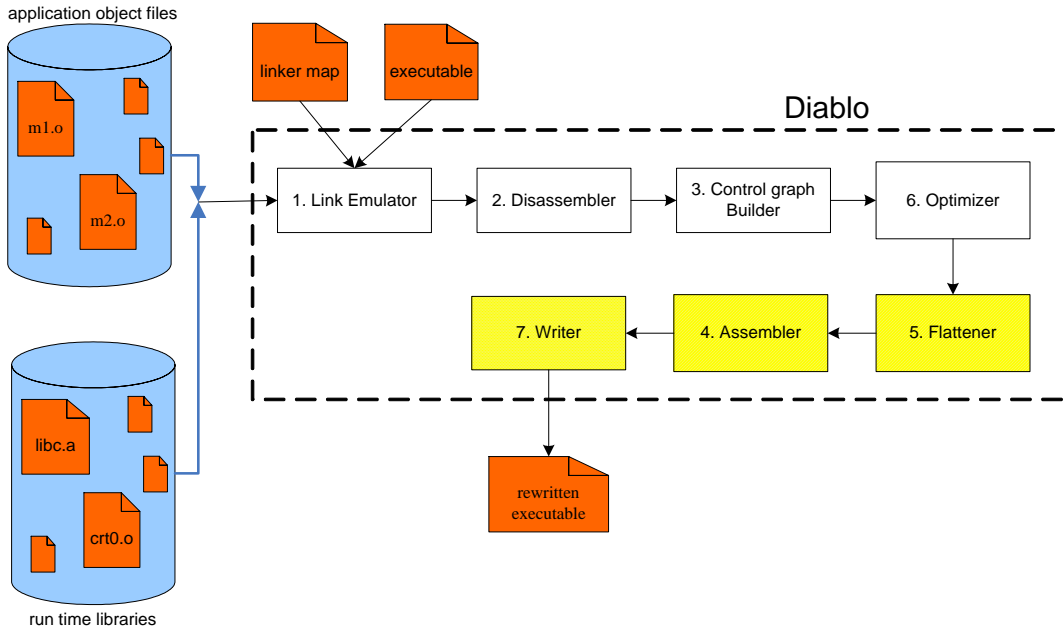 application object files
m1.o
m2.o
linker map
executable
Diablo
1. Link Emulator
2. Disassembler
3. Control graph
Builder
6. Optimizer
7. Writer
4. Assembler
5. Flattener
libc.a
crt0.o
rewritten
executable
run time libraries